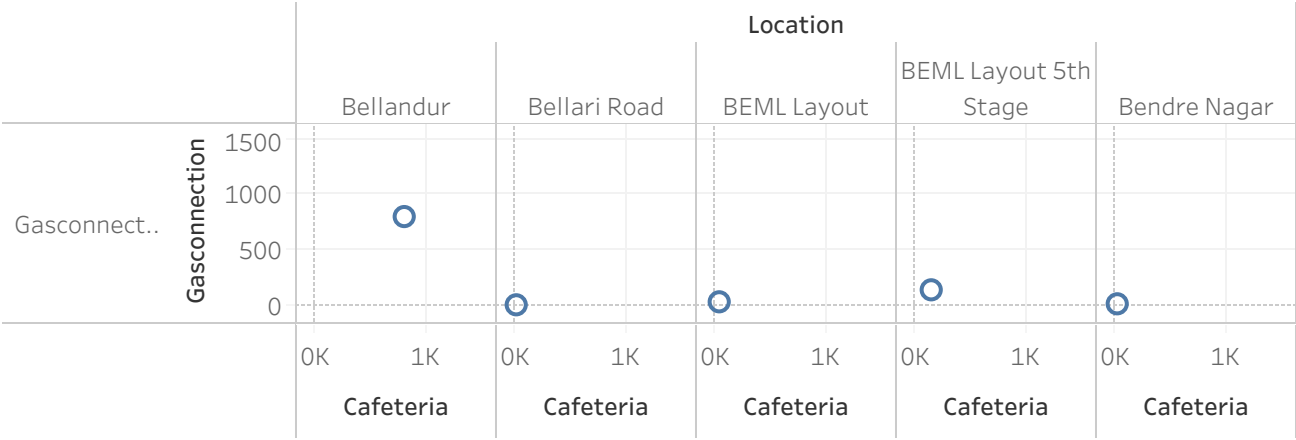 Location
Bellandur
Bellari Road
BEML Layout
BEML Layout 5th
Stage
Bendre Nagar
Gasconnect..
Gasconnection
1500
1000
500
0
0K 1K 0K 1K 0K 1K 0K 1K 0K 1K
Cafeteria Cafeteria Cafeteria Cafeteria Cafeteria